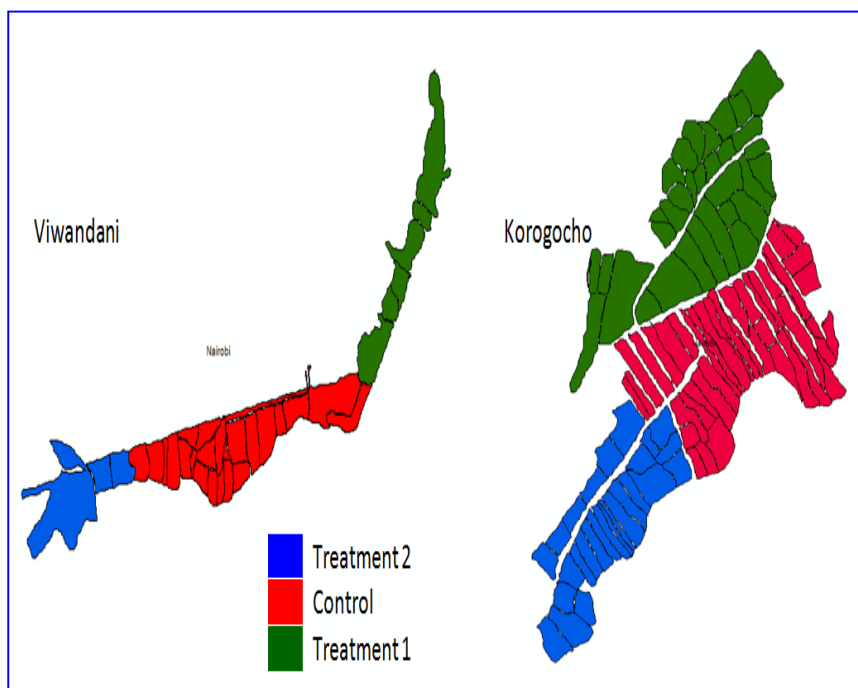 Viwandani
Korogocho
Nairobi
Treatment 2
Control
Treatment 1